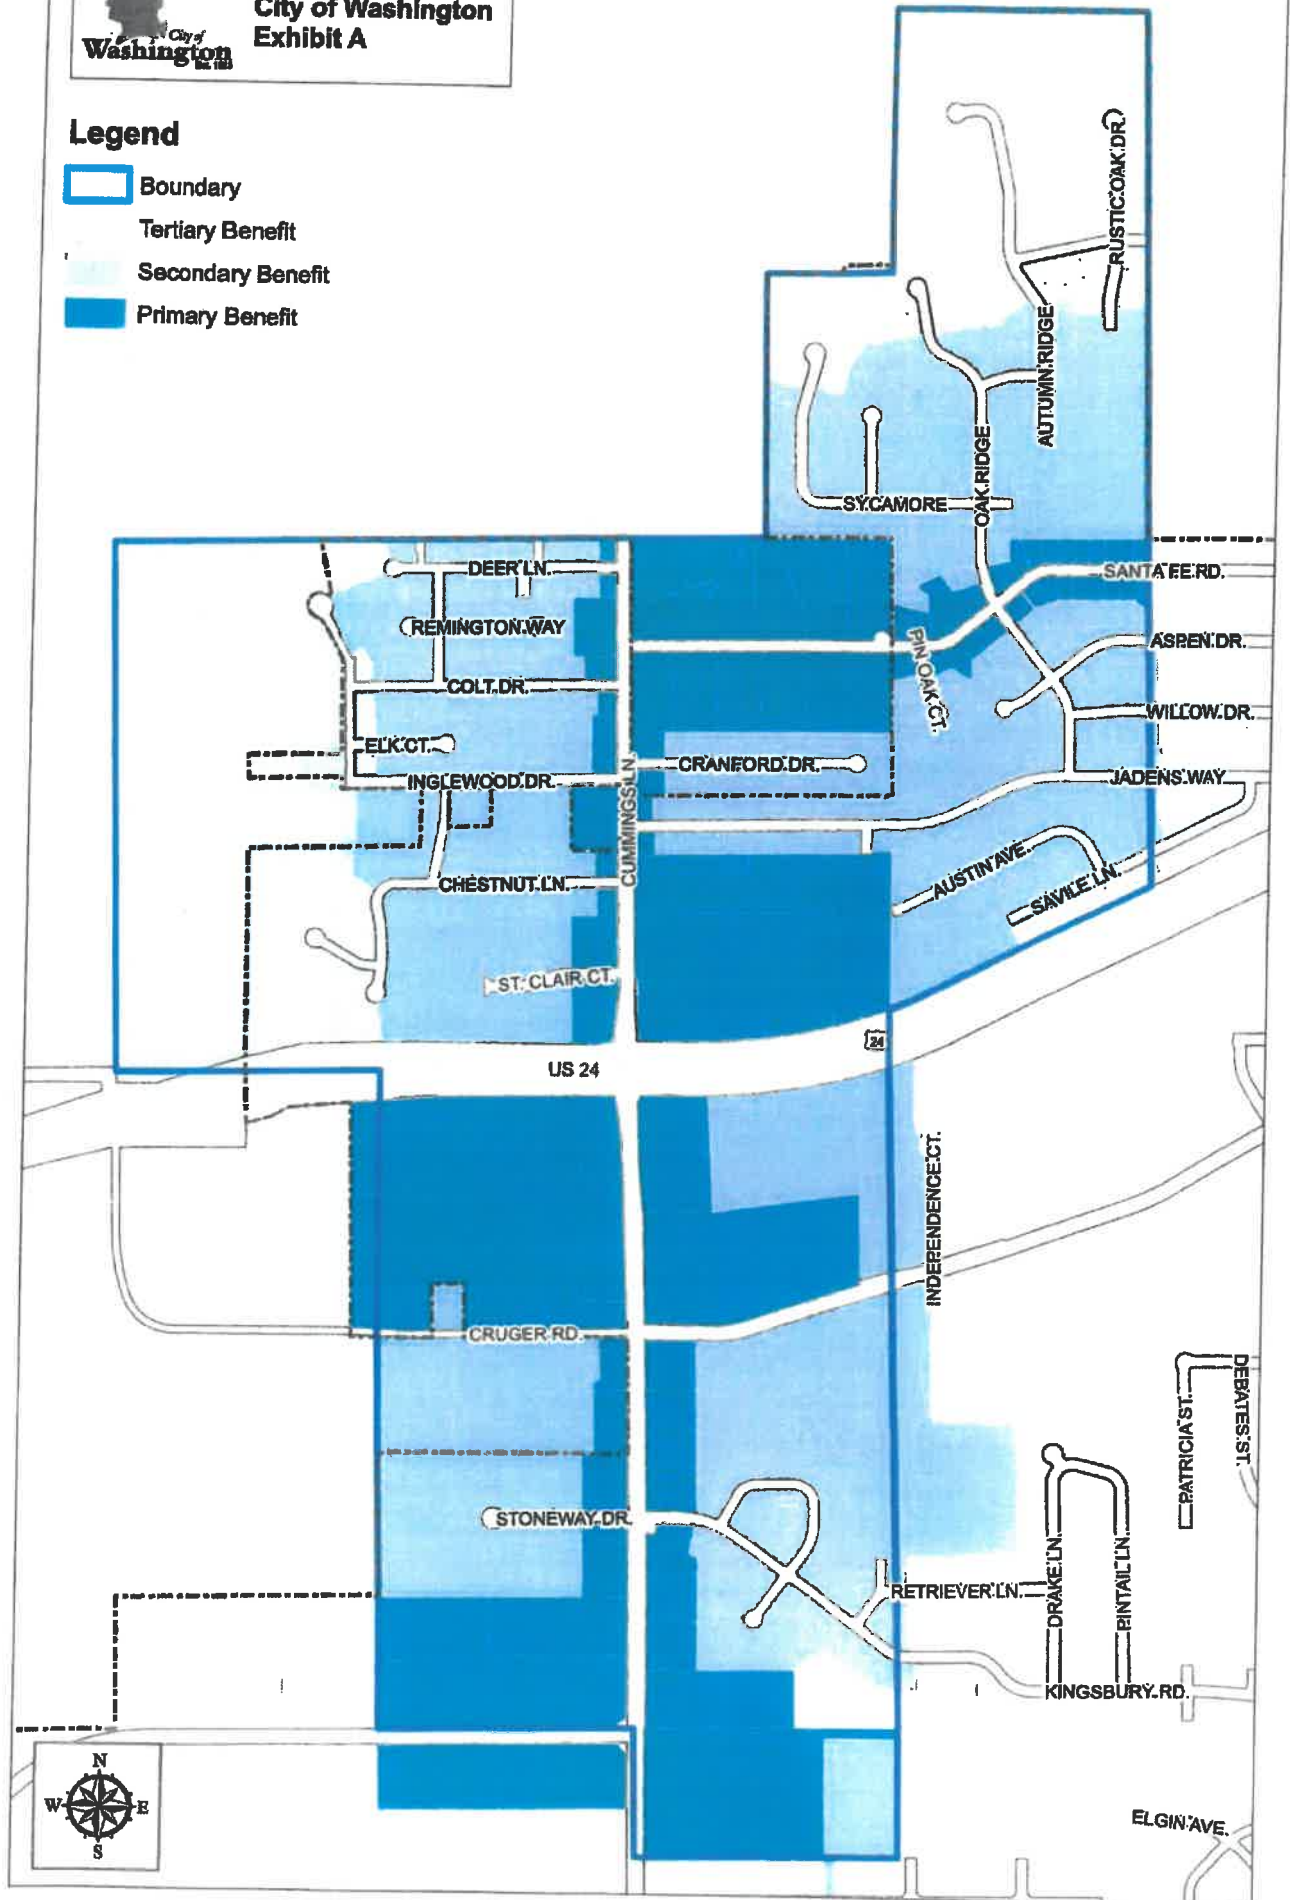 City of Washington
Exhibit A
City of
Washington
Legend
Boundary
Tertiary Benefit
Secondary Benefit
Primary Benefit
RUSTIC OAK DR.
AUTUMN RIDGE
OAK RIDGE
SYCAMORE
DEER LN.
SANTA FE RD.
REMINGTON WAY
PIN OAK CT.
ASPEN DR.
COLT DR.
WILLOW DR.
ELK CT.
CRANFORD DR.
INGLEWOOD DR.
JADENS WAY
CUMMINGS LN.
AUSTIN AVE.
CHESTNUT LN.
SAVILE LN.
ST. CLAIR CT.
24
US 24
INDEPENDENCE CT.
CRUGER RD.
DEBATES ST.
PATRICIA ST.
STONEWAY DR.
RETRIEVER LN.
DRAKE LN.
PINTAIL LN.
KINGSBURY RD.
N
W
E
S
ELGIN AVE.